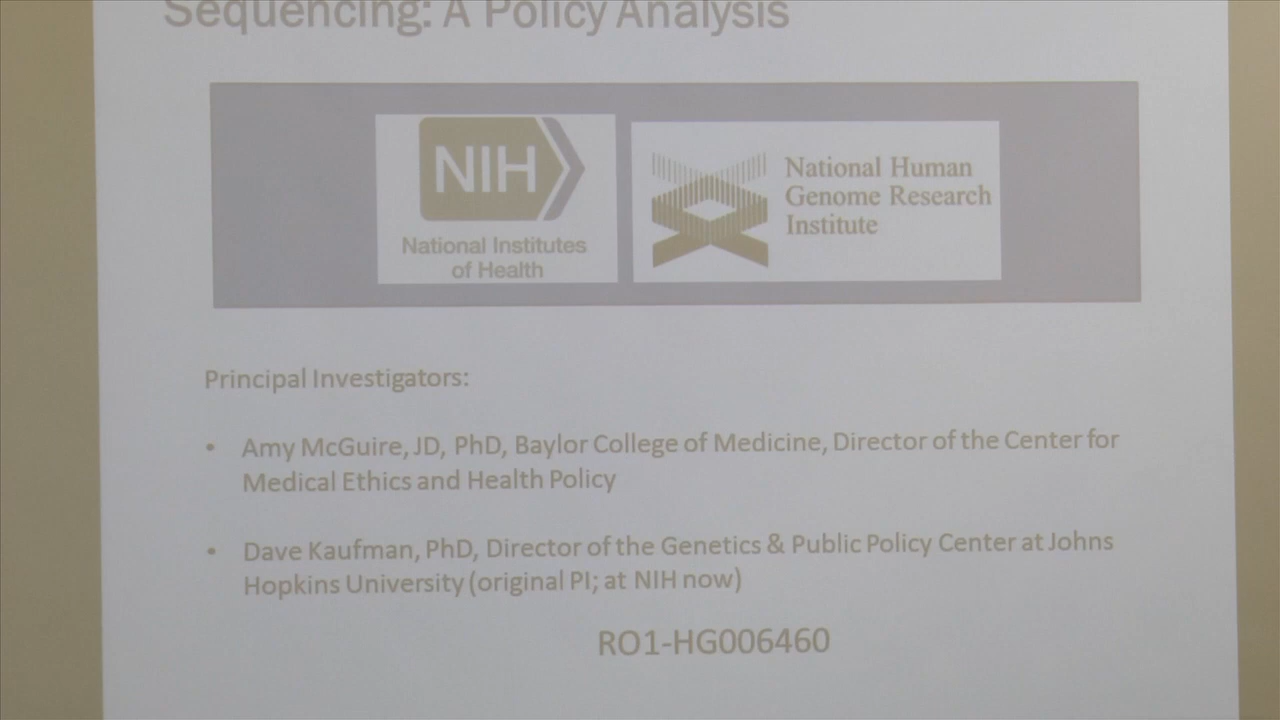 Sequencing: A Policy Analysis
NIH
National Institutes
of Health
National Human
Genome Research
Institute
Principal Investigators:
• Amy McGuire, JD, PhD, Baylor College of Medicine, Director of the Center for
Medical Ethics and Health Policy
• Dave Kaufman, PhD, Director of the Genetics & Public Policy Center at Johns
Hopkins University (original PI; at NIH now)
RO1-HG006460